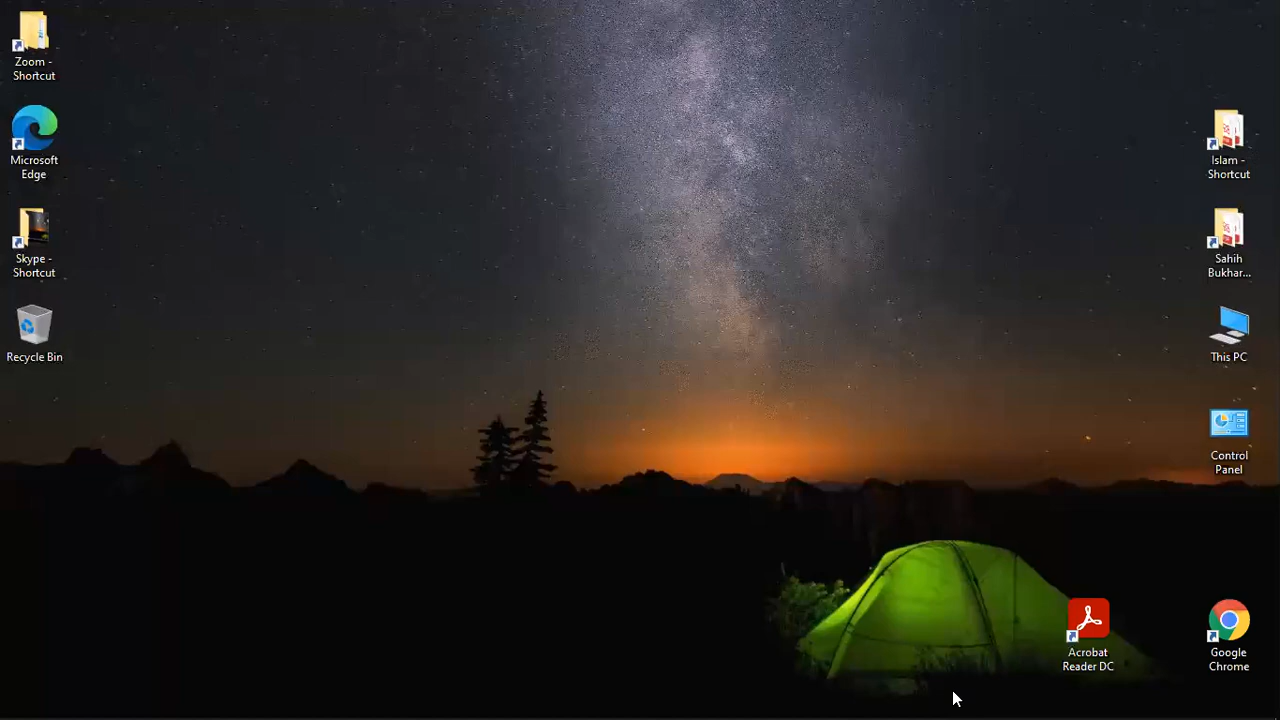 Zoom -
Shortcut
Microsoft
Edge
Skype -
Shortcut
Recycle Bin
Islam -
Shortcut
Sahih
Bukhar...
This PC
Control
Panel
Acrobat
Reader DC
Google
Chrome